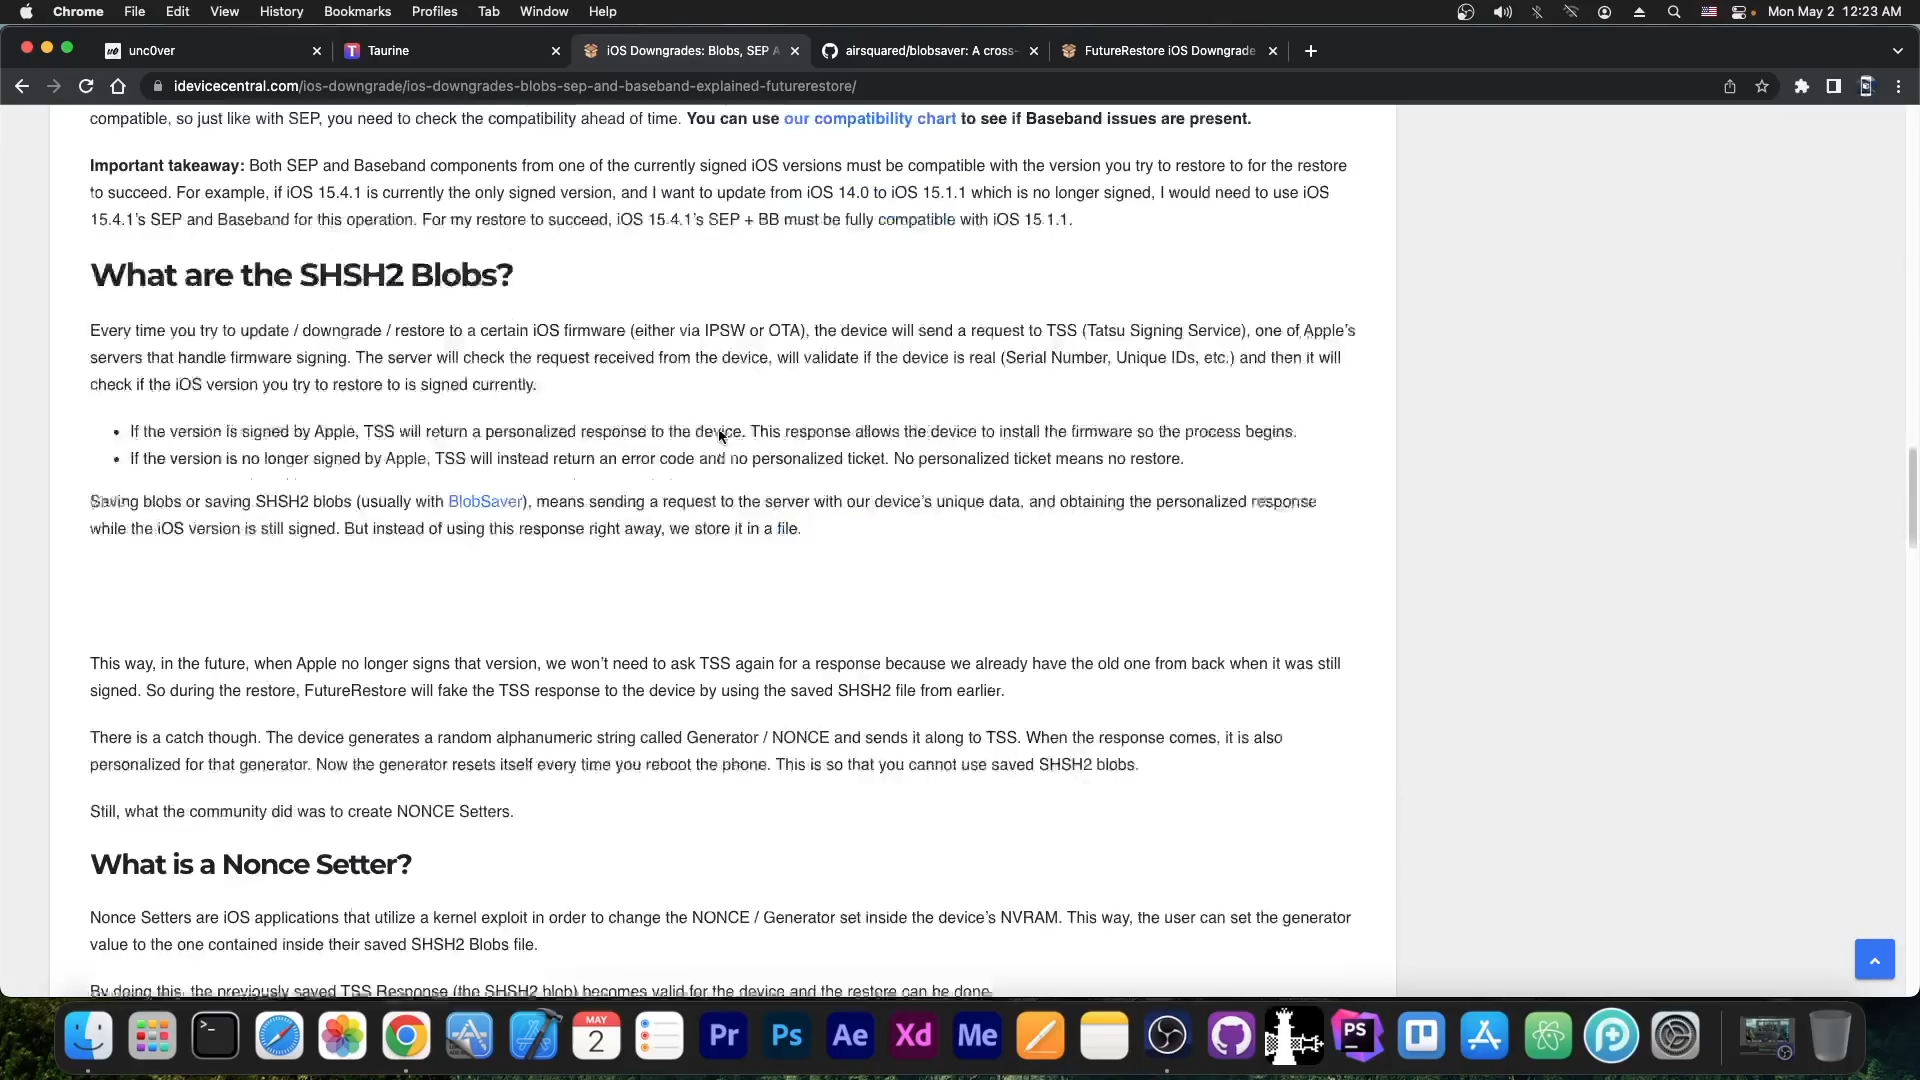 Chrome File Edit View History Bookmarks Profiles Tab Window Help Mon May 2 12:23 AM
unc0ver Taurine iOS Downgrades: Blobs, SEP A airsquared/blobsaver: A cross- FutureRestore iOS Downgrade
idevicecentral.com/ios-downgrade/ios-downgrades-blobs-sep-and-baseband-explained-futurerestore/
compatible, so just like with SEP, you need to check the compatibility ahead of time. You can use our compatibility chart to see if Baseband issues are present.
Important takeaway: Both SEP and Baseband components from one of the currently signed iOS versions must be compatible with the version you try to restore to for the restore
to succeed. For example, if iOS 15.4.1 is currently the only signed version, and I want to update from iOS 14.0 to iOS 15.1.1 which is no longer signed, I would need to use iOS
15.4.1's SEP and Baseband for this operation. For my restore to succeed, iOS 15.4.1's SEP + BB must be fully compatible with iOS 15.1.1.
What are the SHSH2 Blobs?
Every time you try to update / downgrade / restore to a certain iOS firmware (either via IPSW or OTA), the device will send a request to TSS (Tatsu Signing Service), one of Apple's
servers that handle firmware signing. The server will check the request received from the device, will validate if the device is real (Serial Number, Unique IDs, etc.) and then it will
check if the iOS version you try to restore to is signed currently.
• If the version is signed by Apple, TSS will return a personalized response to the device. This response allows the device to install the firmware so the process begins.
• If the version is no longer signed by Apple, TSS will instead return an error code and no personalized ticket. No personalized ticket means no restore.
Saving blobs or saving SHSH2 blobs (usually with BlobSaver), means sending a request to the server with our device's unique data, and obtaining the personalized response
while the iOS version is still signed. But instead of using this response right away, we store it in a file.
This way, in the future, when Apple no longer signs that version, we won't need to ask TSS again for a response because we already have the old one from back when it was still
signed. So during the restore, FutureRestore will fake the TSS response to the device by using the saved SHSH2 file from earlier.
There is a catch though. The device generates a random alphanumeric string called Generator / NONCE and sends it along to TSS. When the response comes, it is also
personalized for that generator. Now the generator resets itself every time you reboot the phone. This is so that you cannot use saved SHSH2 blobs.
Still, what the community did was to create NONCE Setters.
What is a Nonce Setter?
Nonce Setters are iOS applications that utilize a kernel exploit in order to change the NONCE / Generator set inside the device's NVRAM. This way, the user can set the generator
value to the one contained inside their saved SHSH2 Blobs file.
By doing this, the previously saved TSS Response (the SHSH2 blob) becomes valid for the device and the restore can be done.
MAY
2 Pr Ps Ae Xd Me PS